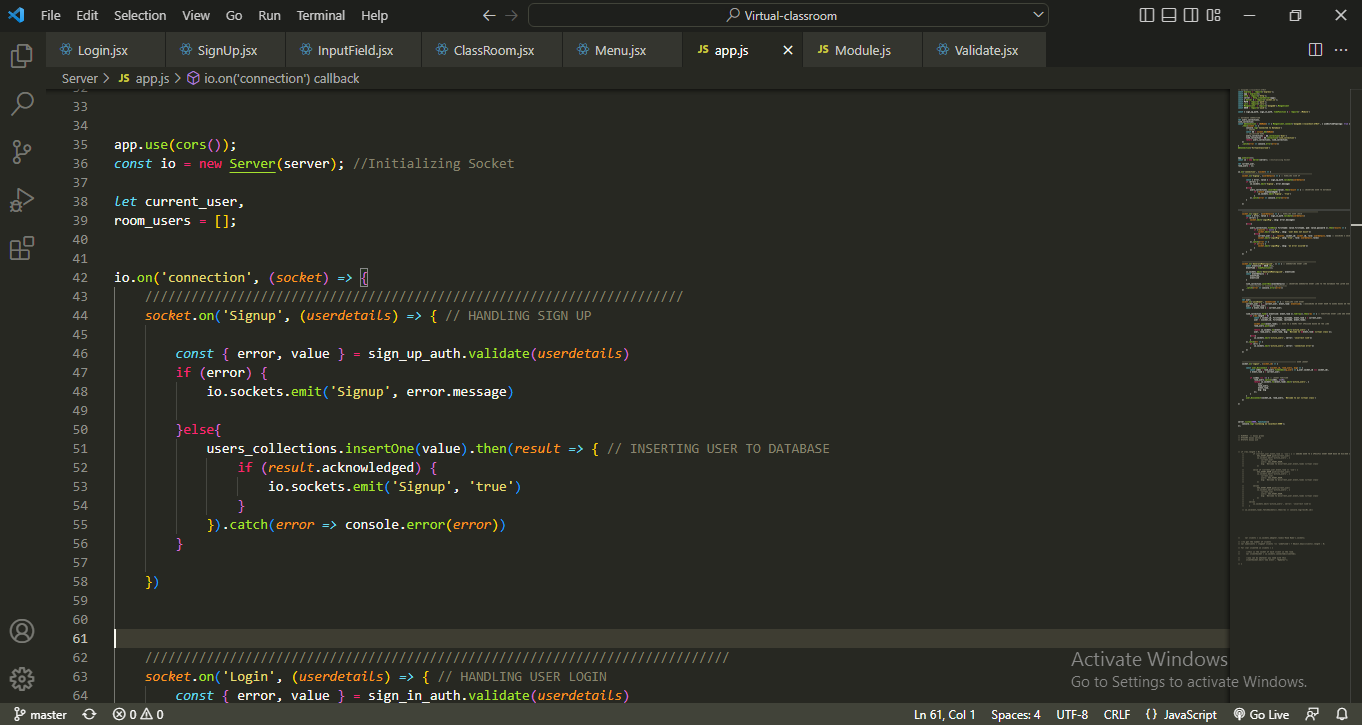 File Edit Selection View Go Run Terminal Help Virtual-classroom
Login.jsx SignUp.jsx InputField.jsx ClassRoom.jsx Menu.jsx JS app.js JS Module.js Validate.jsx
Server > JS app.js > io.on('connection') callback
33
34
35 app.use(cors());
36 const io = new Server(server); //Initializing Socket
37
38 let current_user,
39 room_users = [];
40
41
42 io.on('connection', (socket) => {
43 //////////////////////////////////////////////////////////////////////
44 socket.on('Signup', (userdetails) => { // HANDLING SIGN UP
45
46 const { error, value } = sign_up_auth.validate(userdetails)
47 if (error) {
48 io.sockets.emit('Signup', error.message)
49
50 }else{
51 users_collections.insertOne(value).then(result => { // INSERTING USER TO DATABASE
52 if (result.acknowledged) {
53 io.sockets.emit('Signup', 'true')
54 }
55 }).catch(error => console.error(error))
56 }
57
58 })
59
60
61
62 ////////////////////////////////////////////////////////////////////////////
63 socket.on('Login', (userdetails) => { // HANDLING USER LOGIN
64 const { error, value } = sign_in_auth.validate(userdetails)
Activate Windows
Go to Settings to activate Windows.
master 0 0 Ln 61, Col 1 Spaces: 4 UTF-8 CRLF { } JavaScript Go Live